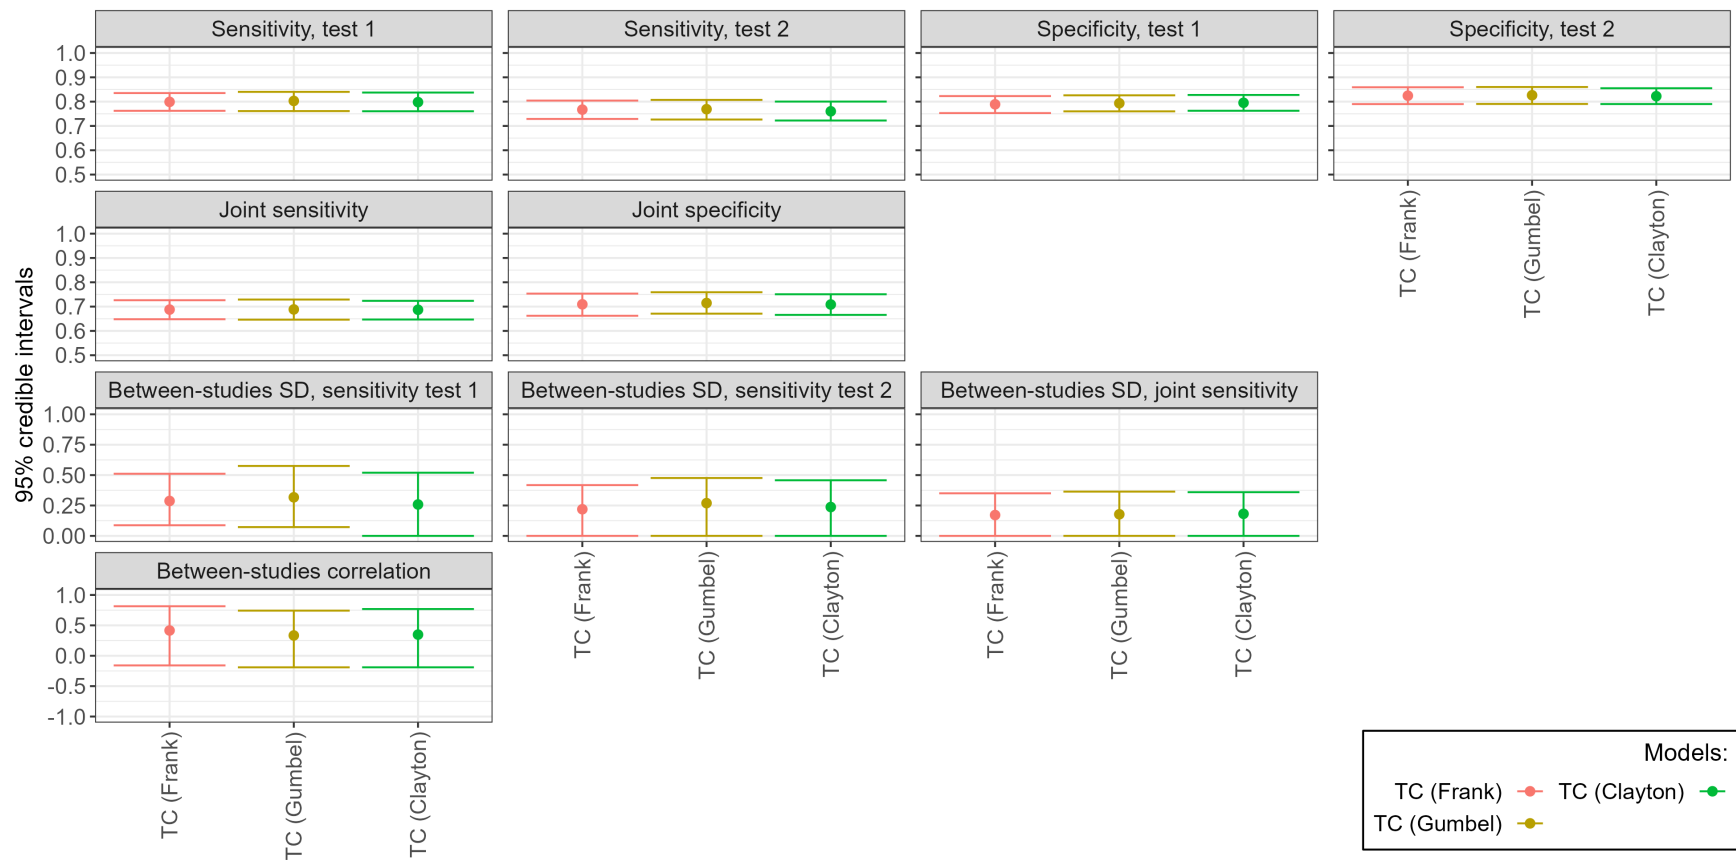 Sensitivity, test 1
Sensitivity, test 2
Specificity, test 1
Specificity, test 2
1.0
0.9
0.8
0.7
0.6
0.5
TC (Frank)
TC (Gumbel)
TC (Clayton)
Joint sensitivity
Joint specificity
1.0
0.9
0.8
0.7
0.6
0.5
95% credible intervals
Between-studies SD, sensitivity test 1
Between-studies SD, sensitivity test 2
Between-studies SD, joint sensitivity
1.00
0.75
0.50
0.25
0.00
TC (Frank)
TC (Gumbel)
TC (Clayton)
TC (Frank)
TC (Gumbel)
TC (Clayton)
Between-studies correlation
1.0
0.5
0.0
-0.5
-1.0
TC (Frank)
TC (Gumbel)
TC (Clayton)
Models:
TC (Frank)
TC (Clayton)
TC (Gumbel)